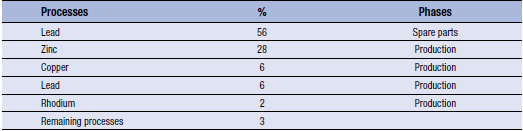 Processes % Phases
Lead 56 Spare parts
Zinc 28 Production
Copper 6 Production
Lead 6 Production
Rhodium 2 Production
Remaining processes 3